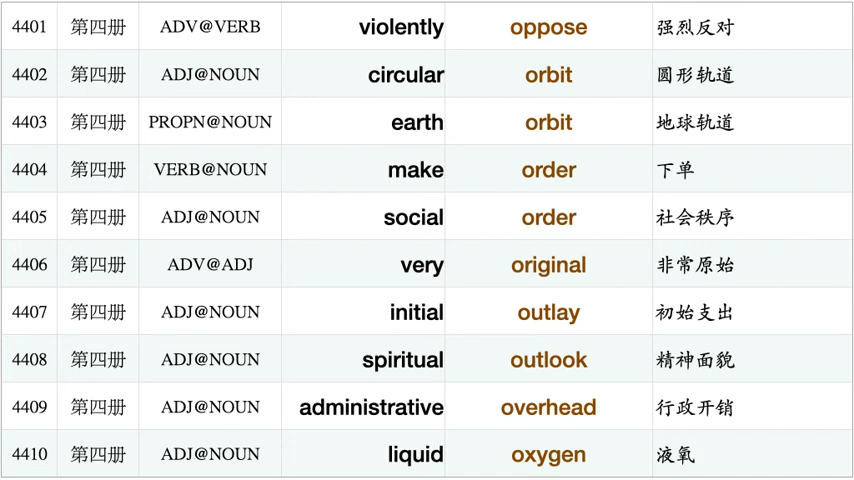 4401 第四册 ADV@VERB violently oppose 强烈反对
4402 第四册 ADJ@NOUN circular orbit 圆形轨道
4403 第四册 PROPN@NOUN earth orbit 地球轨道
4404 第四册 VERB@NOUN make order 下单
4405 第四册 ADJ@NOUN social order 社会秩序
4406 第四册 ADV@ADJ very original 非常原始
4407 第四册 ADJ@NOUN initial outlay 初始支出
4408 第四册 ADJ@NOUN spiritual outlook 精神面貌
4409 第四册 ADJ@NOUN administrative overhead 行政开销
4410 第四册 ADJ@NOUN liquid oxygen 液氧